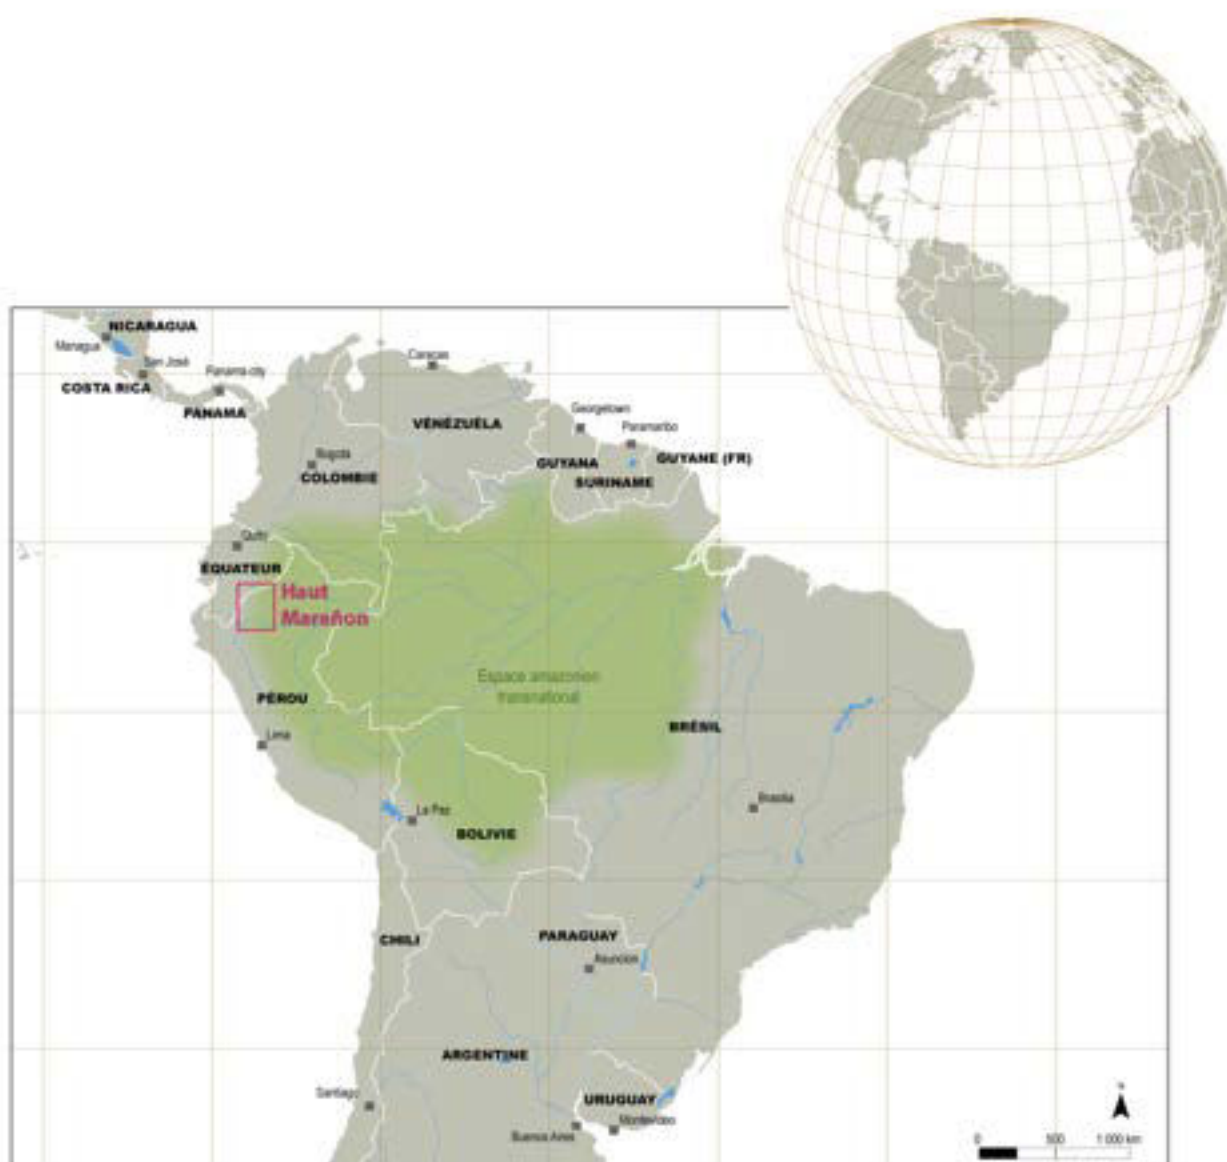 NICARAGUA
Managua
San José
COSTA RICA
Panama city
PANAMA
Caracas
VÉNÉZUÉLA
Georgetown
Paramaribo
GUYANA
GUYANE (FR)
SURINAME
Bogota
COLOMBIE
Quito
ÉQUATEUR
Haut
Marañon
Espace amazonien
transnational
PÉROU
Lima
BRÉSIL
Brasilia
La Paz
BOLIVIE
CHILI
PARAGUAY
Asuncion
ARGENTINE
Santiago
URUGUAY
Montevideo
Buenos Aires
N
0 500 1 000 km